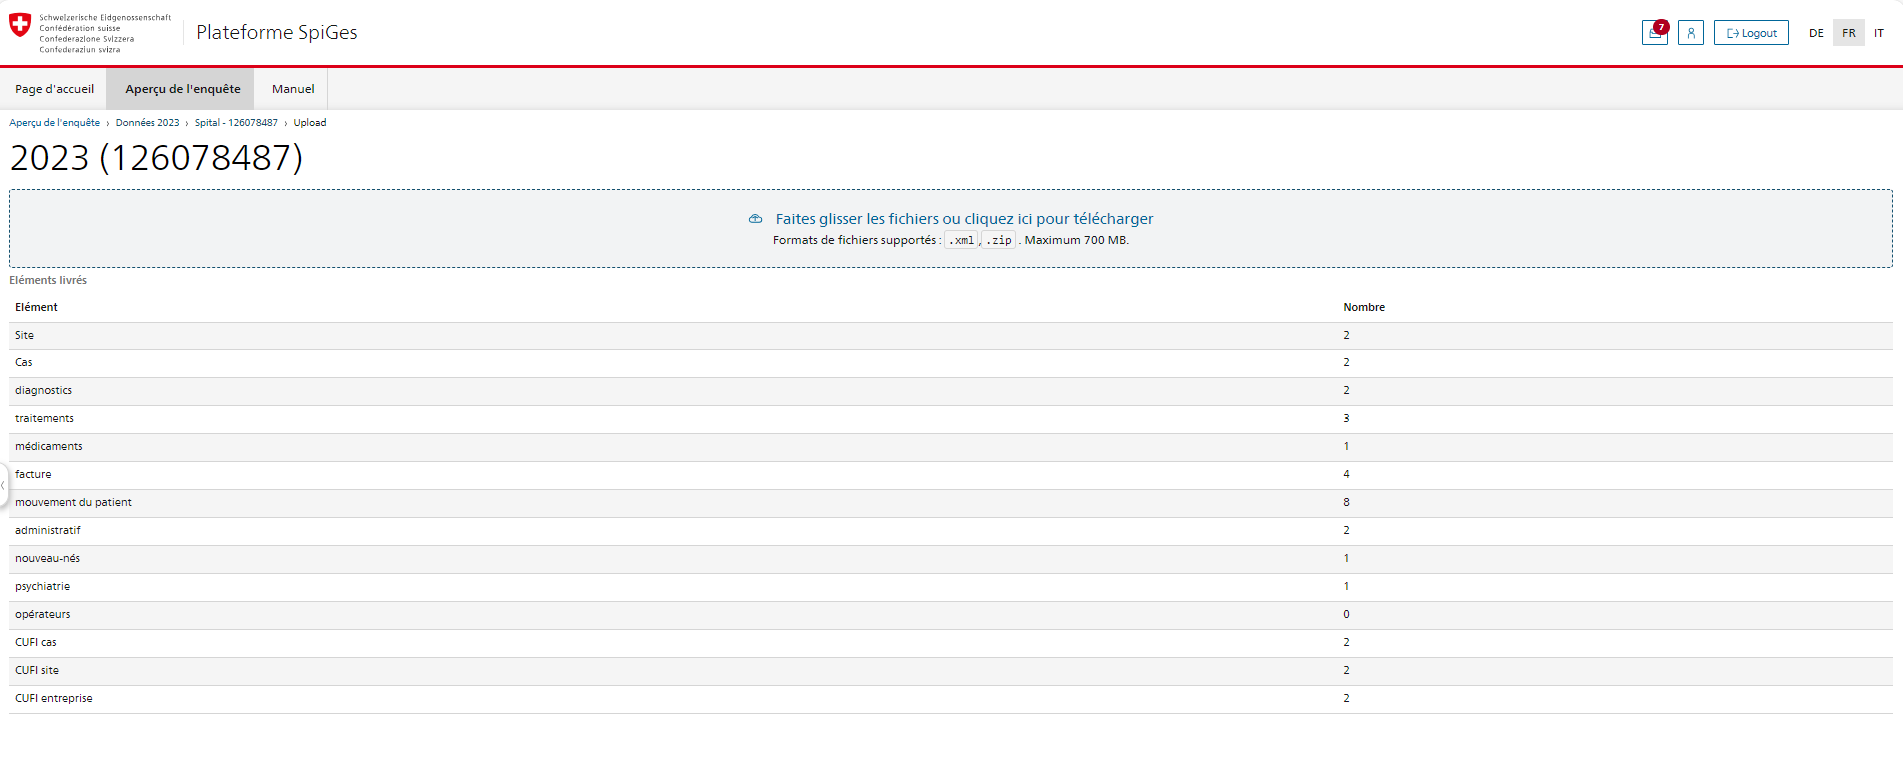 Schweizerische Eidgenossenschaft
Confédération suisse
Confederazione Svizzera
Confederaziun svizra
Plateforme SpiGes
7
Logout
DE FR IT
Page d'accueil Aperçu de l'enquête Manuel
Aperçu de l'enquête › Données 2023 › Spital - 126078487 › Upload
2023 (126078487)
Faites glisser les fichiers ou cliquez ici pour télécharger
Formats de fichiers supportés : .xml, .zip . Maximum 700 MB.
Eléments livrés
Elément Nombre
Site 2
Cas 2
diagnostics 2
traitements 3
médicaments 1
facture 4
mouvement du patient 8
administratif 2
nouveau-nés 1
psychiatrie 1
opérateurs 0
CUFI cas 2
CUFI site 2
CUFI entreprise 2